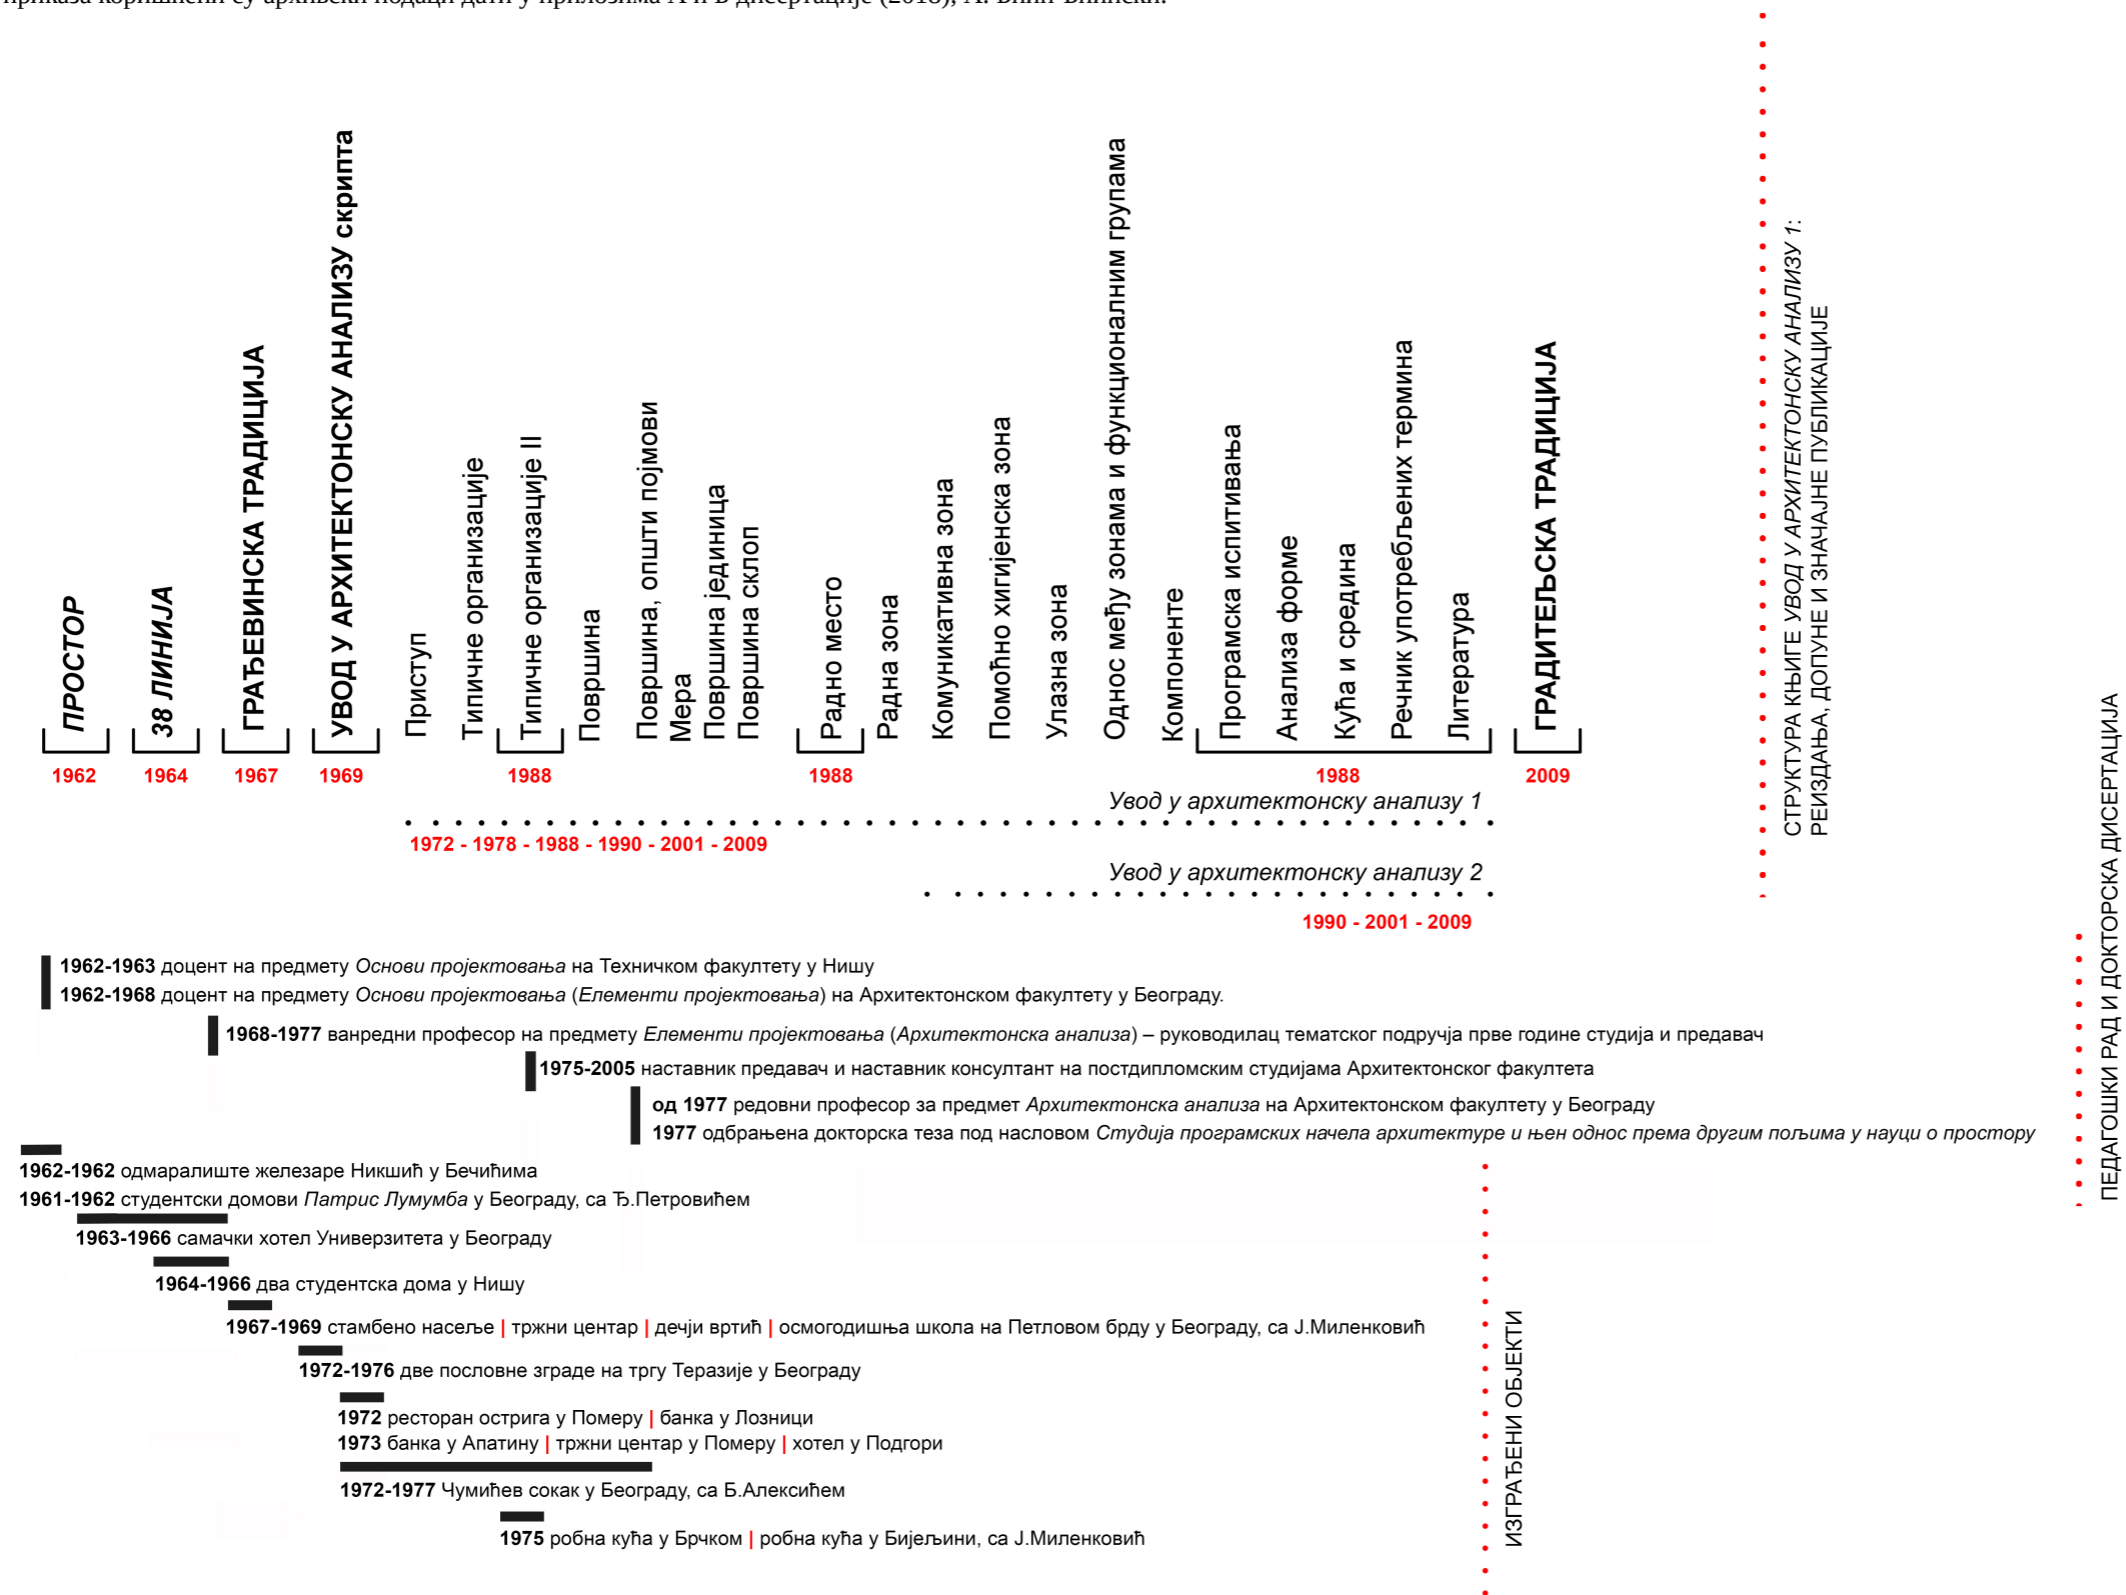 приказа коришћени су архивски подаци дати у прилозима А и Б дисертације (2018), А.
ПРОСТОР
38 ЛИНИЈА
ГРАЂЕВИНСКА ТРАДИЦИЈА
УВОД У АРХИТЕКТОНСКУ АНАЛИЗУ скрипта
Приступ
Типичне организације
Типичне организације II
Површина
Површина, општи појмови
Мера
Површина јединица
Површина склоп
Радно место
Радна зона
Комуникативна зона
Помоћно хигијенска зона
Улазна зона
Однос међу зонама и функционалним групама
Компоненте
Програмска испитивања
Анализа форме
Кућа и средина
Речник употребљених термина
Литература
ГРАДИТЕЉСКА ТРАДИЦИЈА
1962 1964 1967 1969 1988 1988 1988 2009
Увод у архитектонску анализу 1
1972 - 1978 - 1988 - 1990 - 2001 - 2009
Увод у архитектонску анализу 2
1990 - 2001 - 2009
СТРУКТУРА КЊИГЕ УВОД У АРХИТЕКТОНСКУ АНАЛИЗУ 1:
РЕИЗДАЊА, ДОПУНЕ И ЗНАЧАЈНЕ ПУБЛИКАЦИЈЕ
1962-1963 доцент на предмету Основи пројектовања на Техничком факултету у Нишу
1962-1968 доцент на предмету Основи пројектовања (Елементи пројектовања) на Архитектонском факултету у Београду.
1968-1977 ванредни професор на предмету Елементи пројектовања (Архитектонска анализа) – руководилац тематског подручја прве године студија и предавач
1975-2005 наставник предавач и наставник консултант на постдипломским студијама Архитектонског факултета
од 1977 редовни професор за предмет Архитектонска анализа на Архитектонском факултету у Београду
1977 одбрањена докторска теза под насловом Студија програмских начела архитектуре и њен однос према другим пољима у науци о простору
ПЕДАГОШКИ РАД И ДОКТОРСКА ДИСЕРТАЦИЈА
1962-1962 одмаралиште железаре Никшић у Бечићима
1961-1962 студентски домови Патрис Лумумба у Београду, са Ђ.Петровићем
1963-1966 самачки хотел Универзитета у Београду
1964-1966 два студентска дома у Нишу
1967-1969 стамбено насеље | тржни центар | дечји вртић | осмогодишња школа на Петловом брду у Београду, са Ј.Миленковић
1972-1976 две пословне зграде на тргу Теразије у Београду
1972 ресторан острига у Померу | банка у Лозници
1973 банка у Апатину | тржни центар у Померу | хотел у Подгори
1972-1977 Чумићев сокак у Београду, са Б.Алексићем
1975 робна кућа у Брчком | робна кућа у Бијељини, са Ј.Миленковић
ИЗГРАЂЕНИ ОБЈЕКТИ